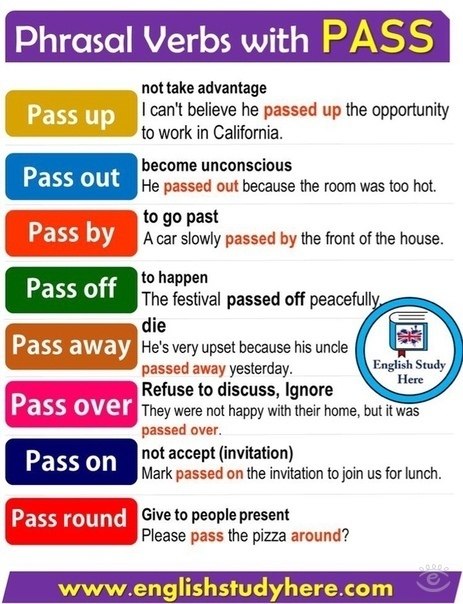 Phrasal Verbs with PASS
Pass up
not take advantage
I can't believe he passed up the opportunity
to work in California.
Pass out
become unconscious
He passed out because the room was too hot.
Pass by
to go past
A car slowly passed by the front of the house.
Pass off
to happen
The festival passed off peacefully.
Pass away
die
He's very upset because his uncle
passed away yesterday.
English Study
Here
Pass over
Refuse to discuss, Ignore
They were not happy with their home, but it was
passed over.
Pass on
not accept (invitation)
Mark passed on the invitation to join us for lunch.
Pass round
Give to people present
Please pass the pizza around?
www.englishstudyhere.com